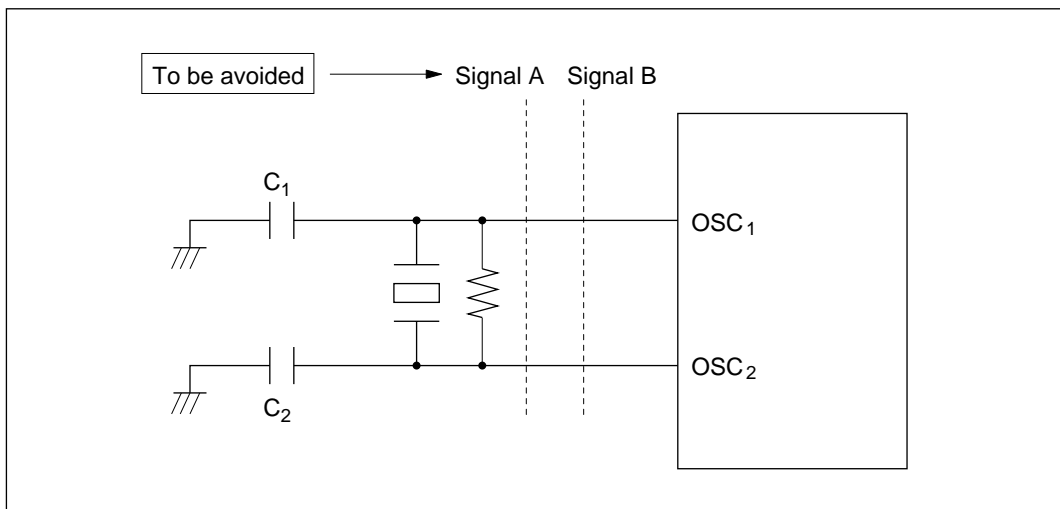 To be avoided
Signal A
Signal B
C1
OSC1
OSC2
C2